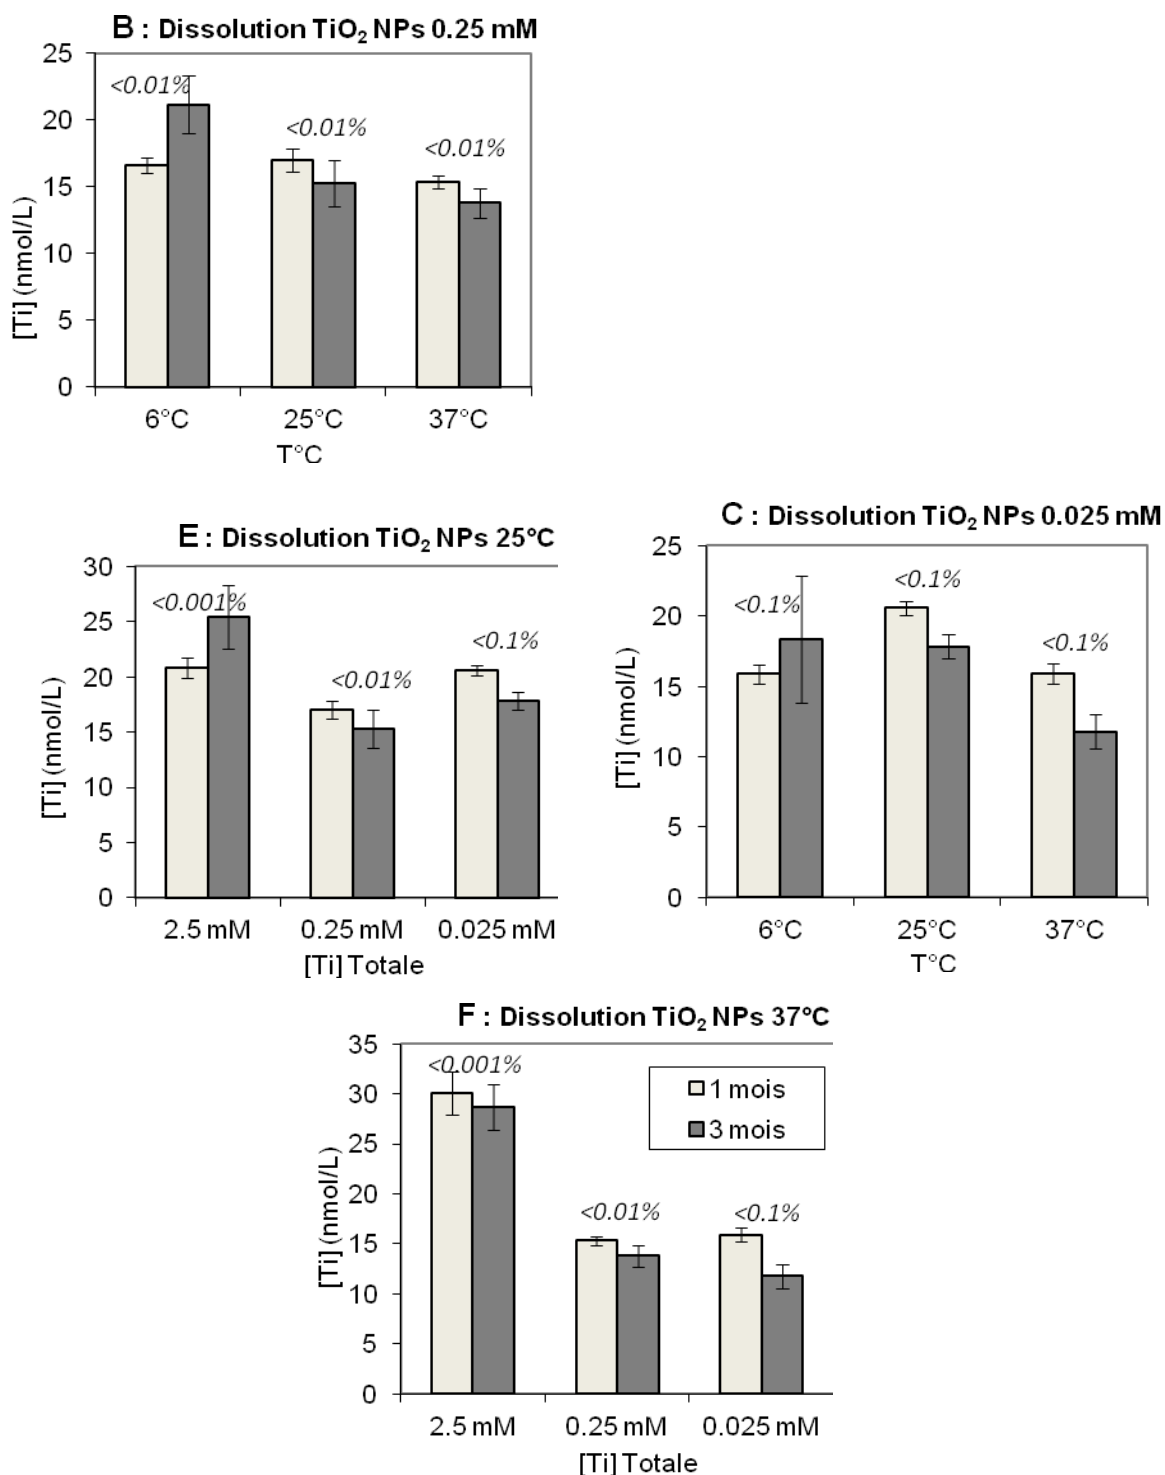 B : Dissolution TiO₂ NPs 0.25 mM
[Ti] (nmol/L)
25
20
15
10
5
0
<0.01%
<0.01%
<0.01%
6°C 25°C 37°C
T°C
E : Dissolution TiO₂ NPs 25°C
[Ti] (nmol/L)
30
25
20
15
10
5
0
<0.001%
<0.01%
<0.1%
2.5 mM 0.25 mM 0.025 mM
[Ti] Totale
C : Dissolution TiO₂ NPs 0.025 mM
[Ti] (nmol/L)
25
20
15
10
5
0
<0.1%
<0.1%
<0.1%
6°C 25°C 37°C
T°C
F : Dissolution TiO₂ NPs 37°C
[Ti] (nmol/L)
35
30
25
20
15
10
5
0
<0.001%
<0.01%
<0.1%
1 mois
3 mois
2.5 mM 0.25 mM 0.025 mM
[Ti] Totale